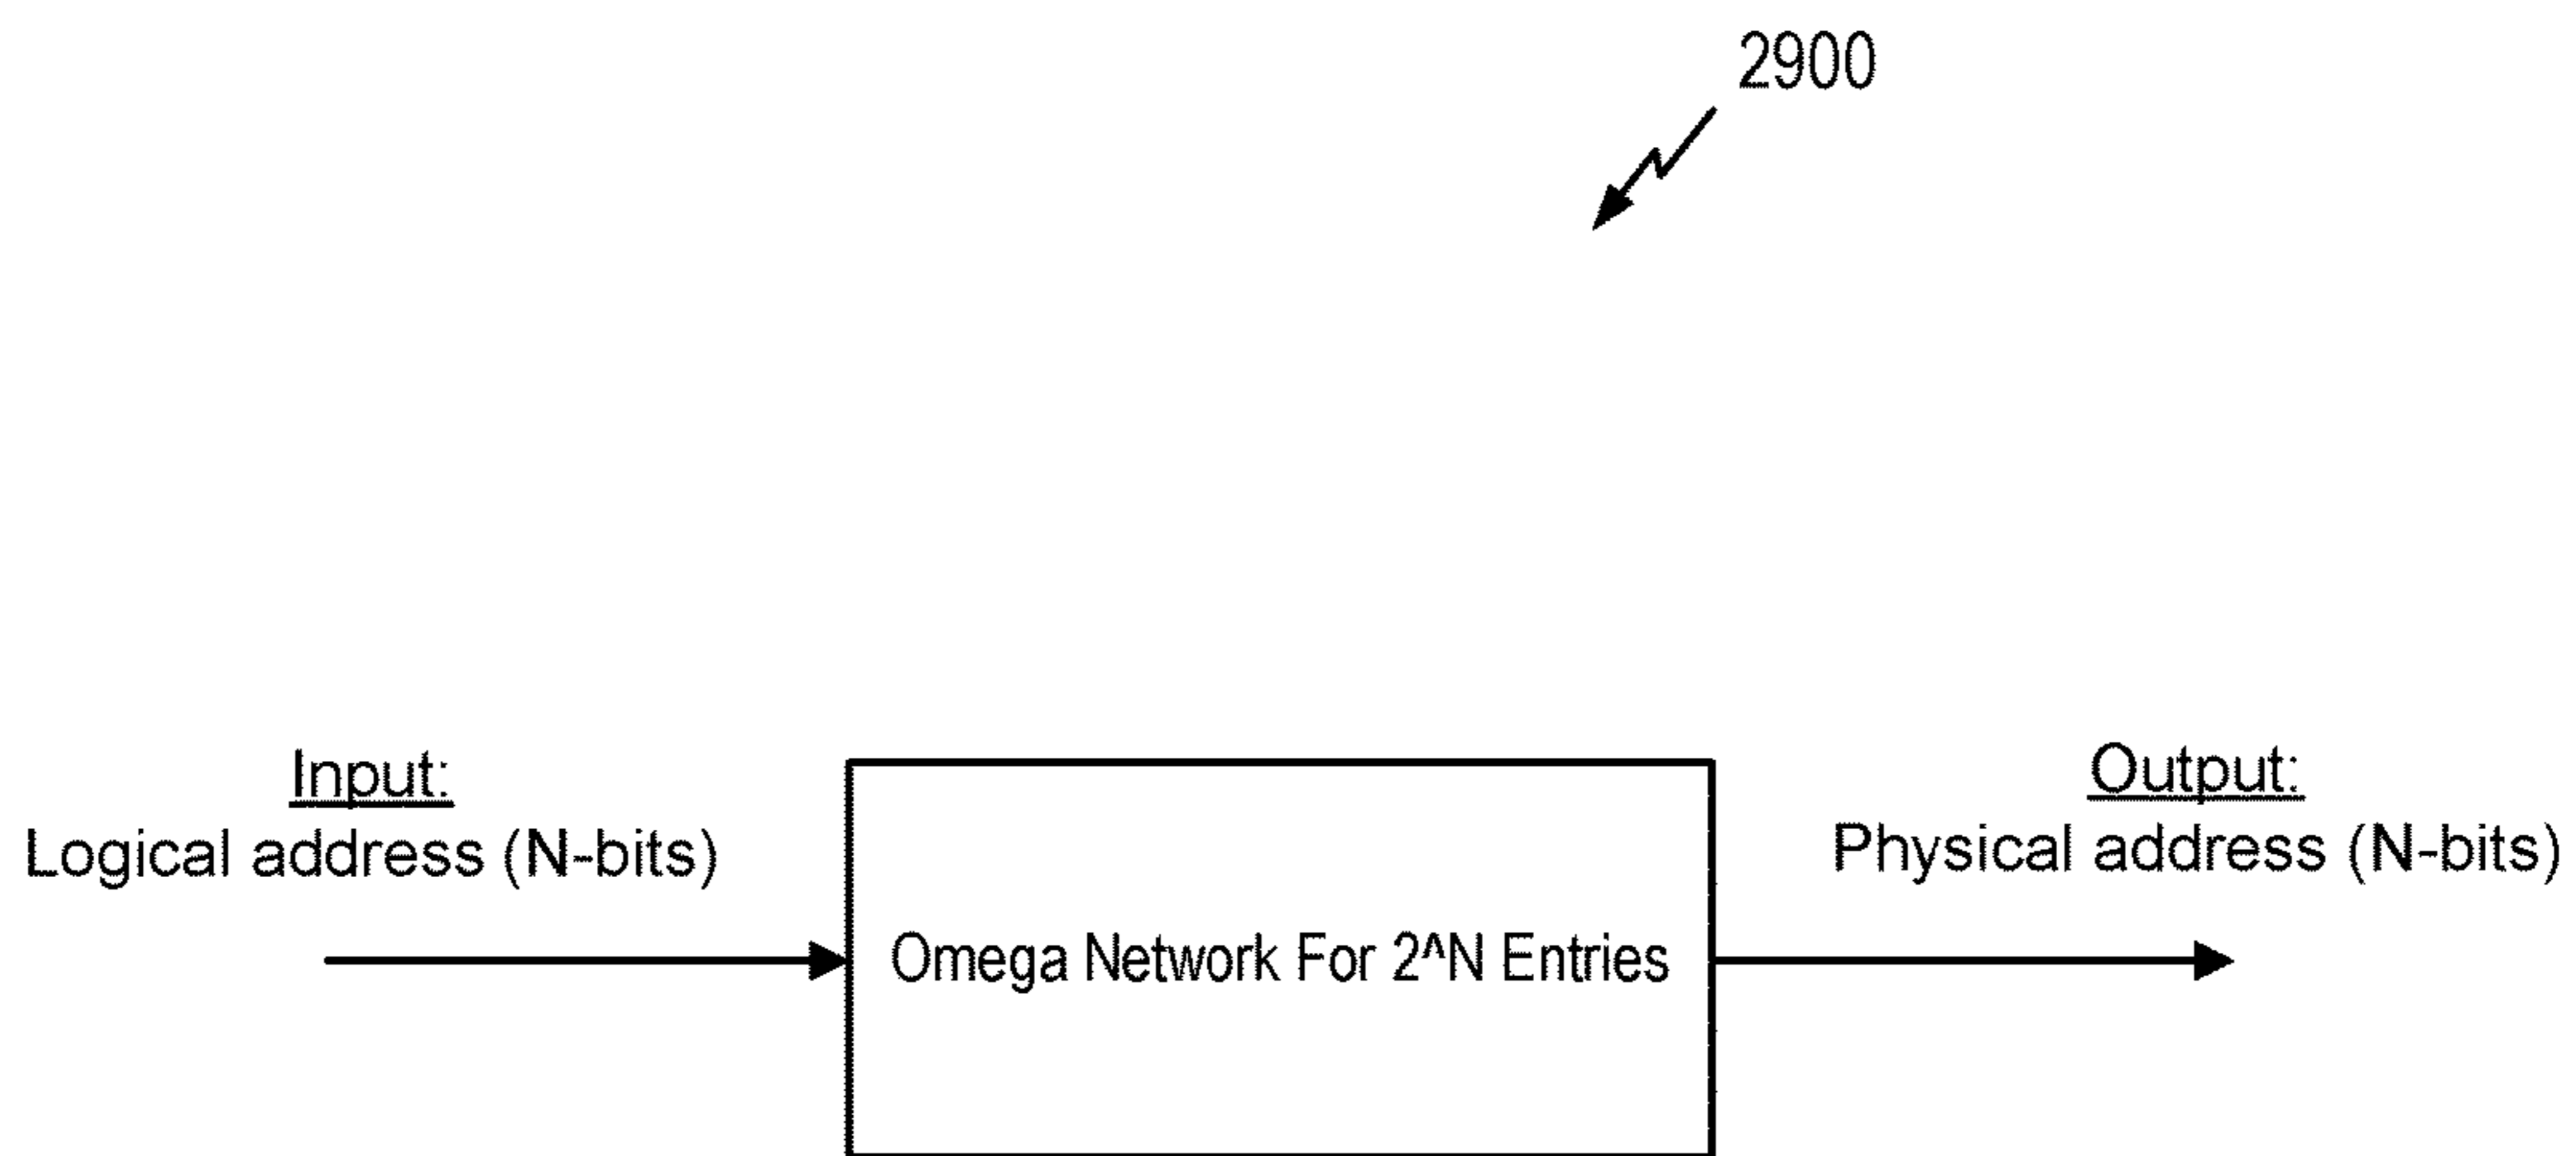 2900
Input:
Logical address (N-bits)
Omega Network For 2^N Entries
Output:
Physical address (N-bits)